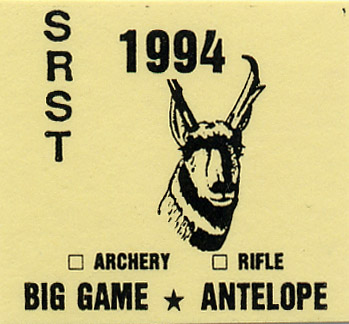 SRST
1994
☐ ARCHERY ☐ RIFLE
BIG GAME ★ ANTELOPE